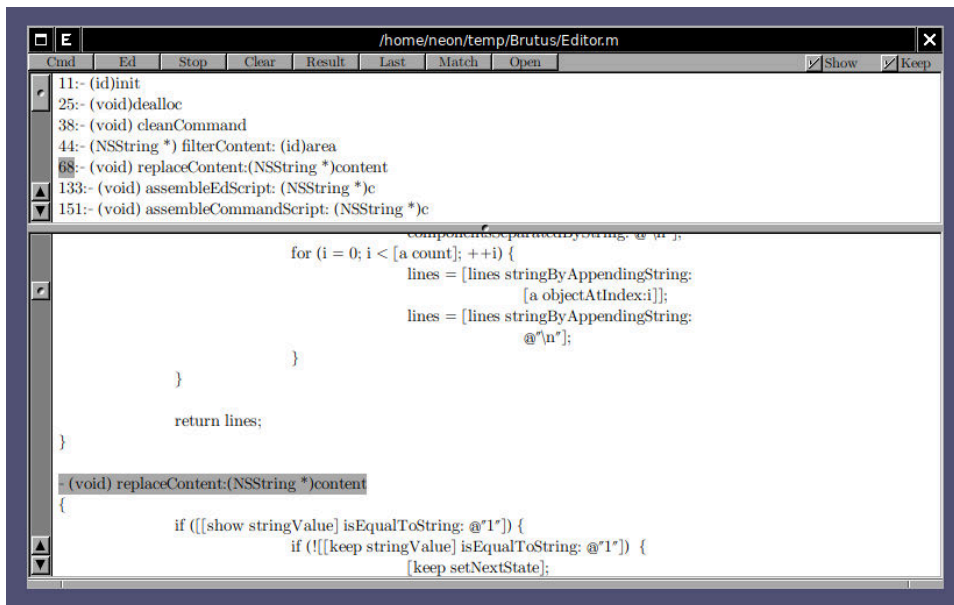 E /home/neon/temp/Brutus/Editor.m
Cmd Ed Stop Clear Result Last Match Open Show Keep
11:- (id)init
25:- (void)dealloc
38:- (void) cleanCommand
44:- (NSString *) filterContent: (id)area
68:- (void) replaceContent:(NSString *)content
133:- (void) assembleEdScript: (NSString *)c
151:- (void) assembleCommandScript: (NSString *)c
componentsSeparatedByString: @"\n"];
for (i = 0; i < [a count]; ++i) {
lines = [lines stringByAppendingString:
[a objectAtIndex:i]];
lines = [lines stringByAppendingString:
@"\n"];
}
}
return lines;
}
- (void) replaceContent:(NSString *)content
{
if ([[show stringValue] isEqualToString: @"1"]) {
if (![[keep stringValue] isEqualToString: @"1"]) {
[keep setNextState];